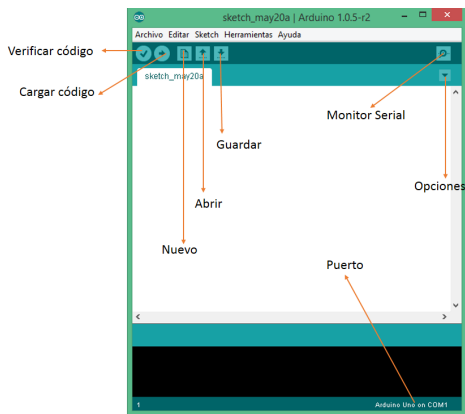 sketch_may20a | Arduino 1.0.5-r2
Archivo Editar Sketch Herramientas Ayuda
Verificar código
sketch_may20a
Cargar código
Monitor Serial
Guardar
Opciones
Abrir
Nuevo
Puerto
1
Arduino Uno on COM1